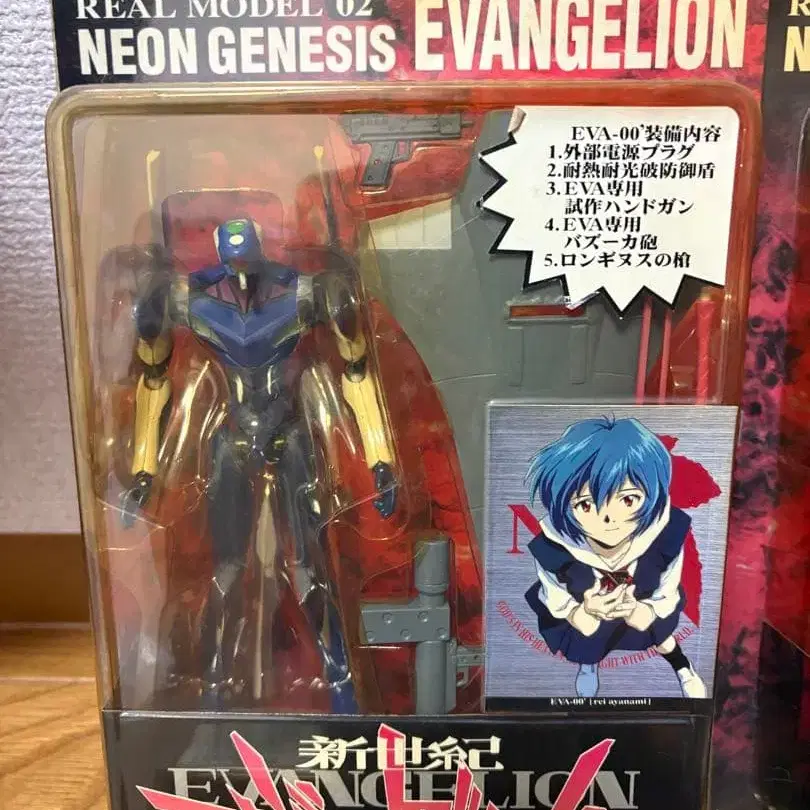 REAL MODEL 02
NEON GENESIS EVANGELION
EVA-00'装備内容
1.外部電源プラグ
2.耐熱耐光波防御盾
3.EVA専用
試作ハンドガン
4.EVA専用
バズーカ砲
5.ロンギヌスの槍
N
EVA-00' [rei ayanami]
新世紀
EVANGELION
N